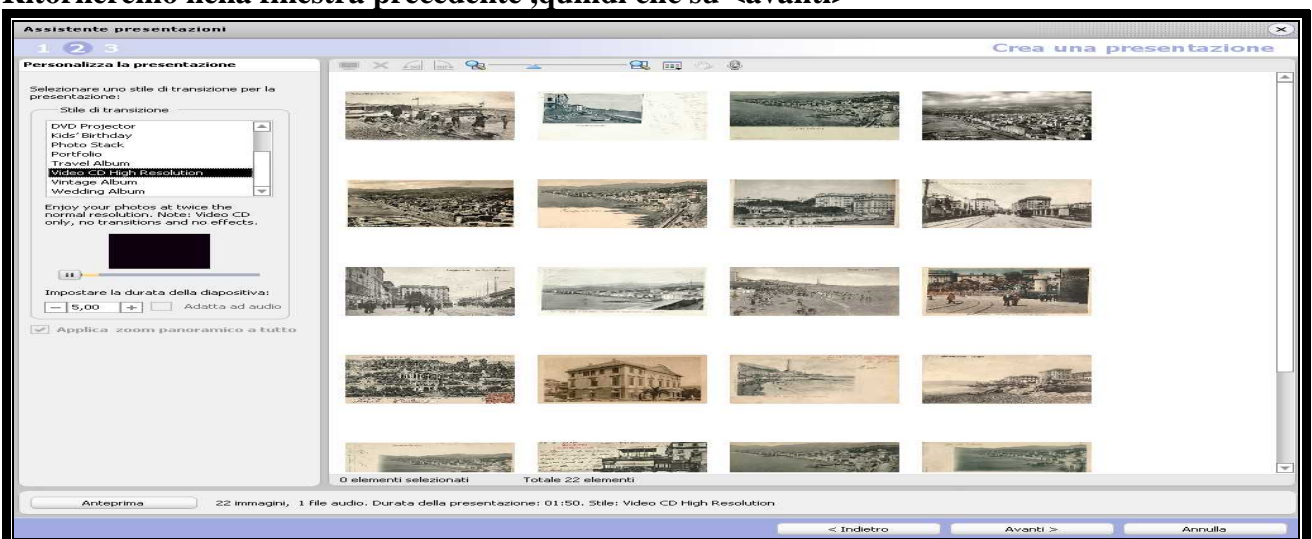 Ritorneremo nella finestra precedente ,quindi clic su <avanti>
Assistente presentazioni
1 2 3
Crea una presentazione
Personalizza la presentazione
Selezionare uno stile di transizione per la
presentazione:
Stile di transizione
DVD Projector
Kids' Birthday
Photo Stack
Portfolio
Travel Album
Video CD High Resolution
Vintage Album
Wedding Album
Enjoy your photos at twice the
normal resolution. Note: Video CD
only, no transitions and no effects.
Impostare la durata della diapositiva:
5,00
Adatta ad audio
Applica zoom panoramico a tutto
0 elementi selezionati
Totale 22 elementi
Anteprima
22 immagini, 1 file audio. Durata della presentazione: 01:50. Stile: Video CD High Resolution
< Indietro
Avanti >
Annulla